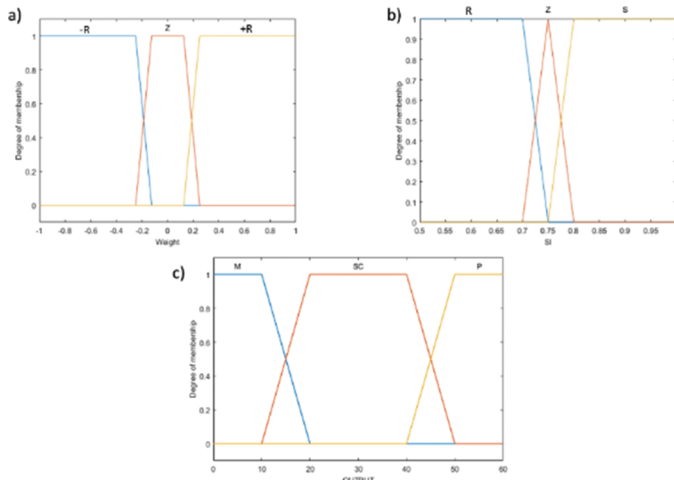 a)
-R Z +R
1
0.8
0.6
0.4
0.2
0
Degree of membership
-1 -0.8 -0.6 -0.4 -0.2 0 0.2 0.4 0.6 0.8 1
Weight
b)
R Z S
1
0.9
0.8
0.7
0.6
0.5
0.4
0.3
0.2
0.1
0
Degree of membership
0.5 0.55 0.6 0.65 0.7 0.75 0.8 0.85 0.9 0.95
SI
c)
M SC P
1
0.8
0.6
0.4
0.2
0
Degree of membership
0 10 20 30 40 50 60
OUTPUT